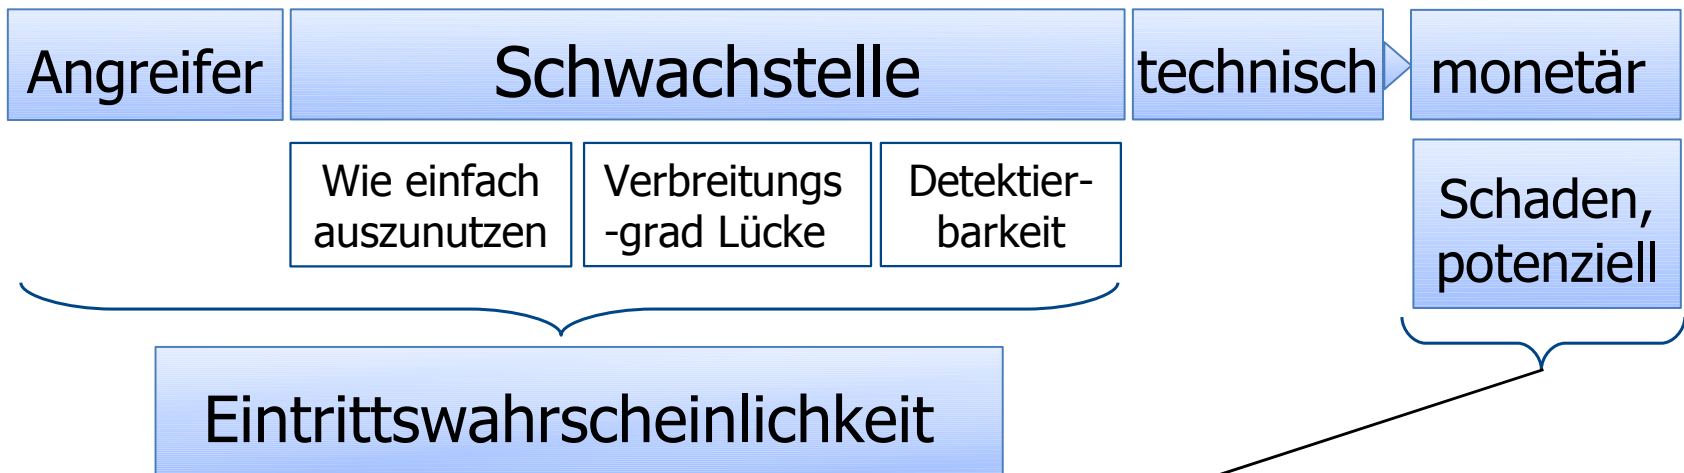 Angreifer
Schwachstelle
technisch
monetär
Wie einfach
auszunutzen
Verbreitungs
-grad Lücke
Detektier-
barkeit
Schaden,
potenziell
Eintrittswahrscheinlichkeit